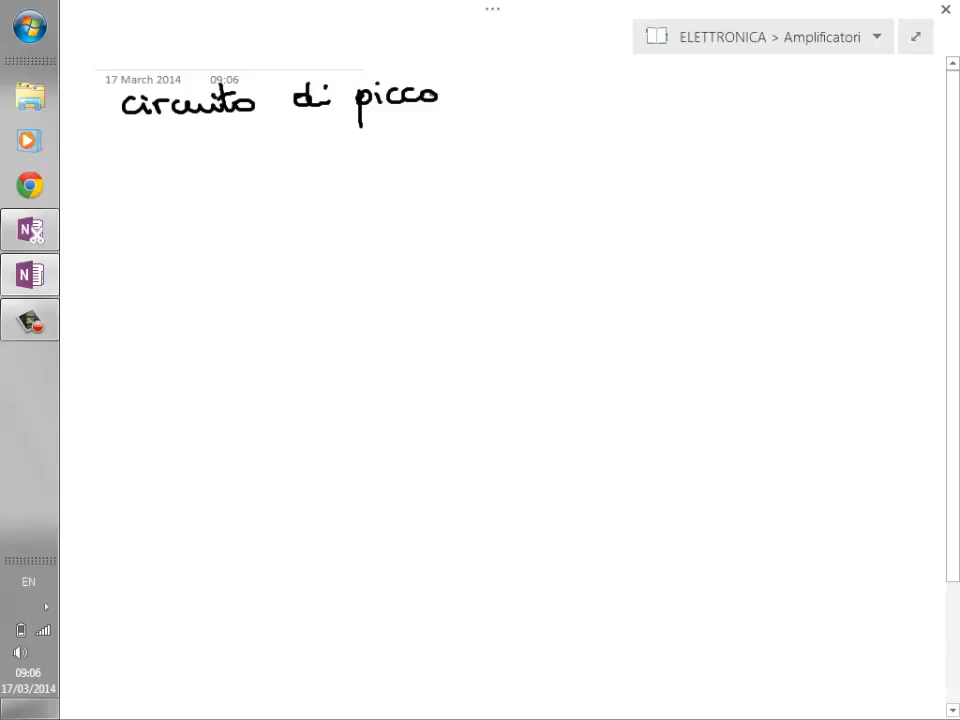 ELETTRONICA > Amplificatori
17 March 2014 09:06
circuito di picco
EN
09:06
17/03/2014